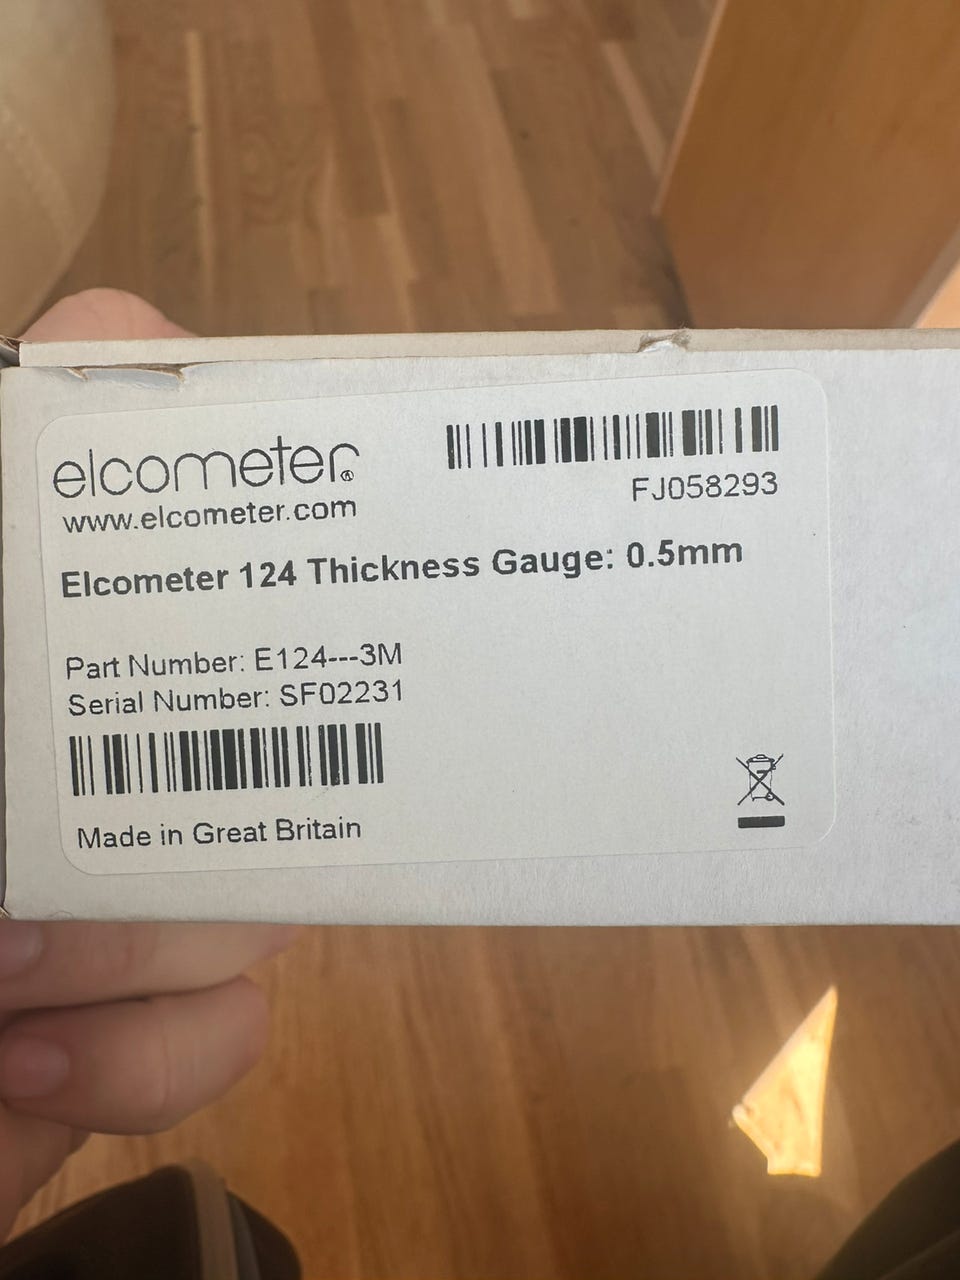 elcometer®
www.elcometer.com
FJ058293
Elcometer 124 Thickness Gauge: 0.5mm
Part Number: E124---3M
Serial Number: SF02231
Made in Great Britain